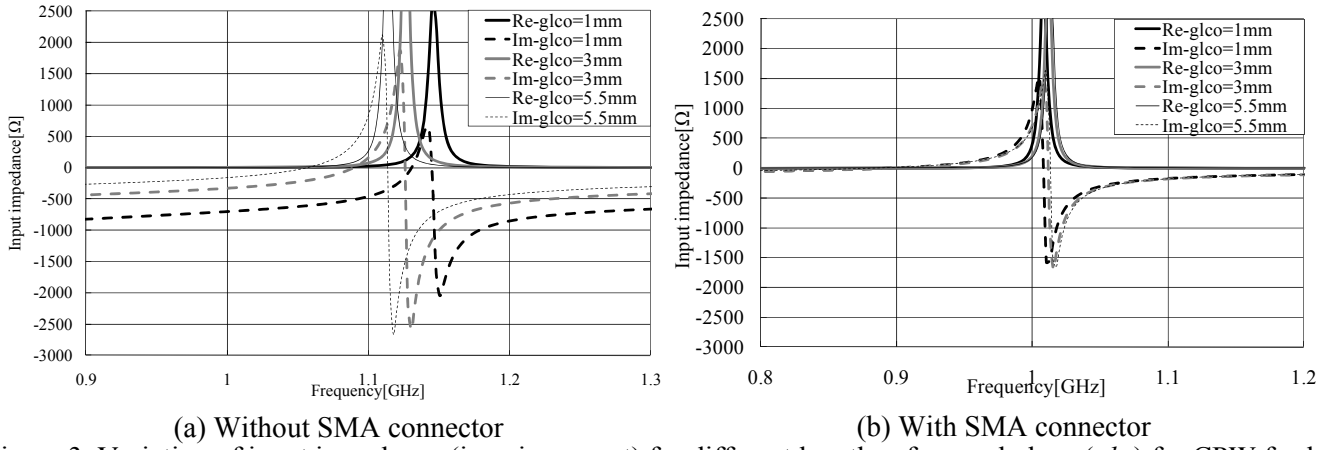 2500
2000
1500
1000
500
0
-500
-1000
-1500
-2000
-2500
-3000
Input impedance[Ω]
Re-glco=1mm
Im-glco=1mm
Re-glco=3mm
Im-glco=3mm
Re-glco=5.5mm
Im-glco=5.5mm
0.9 1 1.1 1.2 1.3
Frequency[GHz]
(a) Without SMA connector
2500
2000
1500
1000
500
0
-500
-1000
-1500
-2000
-2500
-3000
Input impedance[Ω]
Re-glco=1mm
Im-glco=1mm
Re-glco=3mm
Im-glco=3mm
Re-glco=5.5mm
Im-glco=5.5mm
0.8 0.9 1 1.1 1.2
Frequency[GHz]
(b) With SMA connector